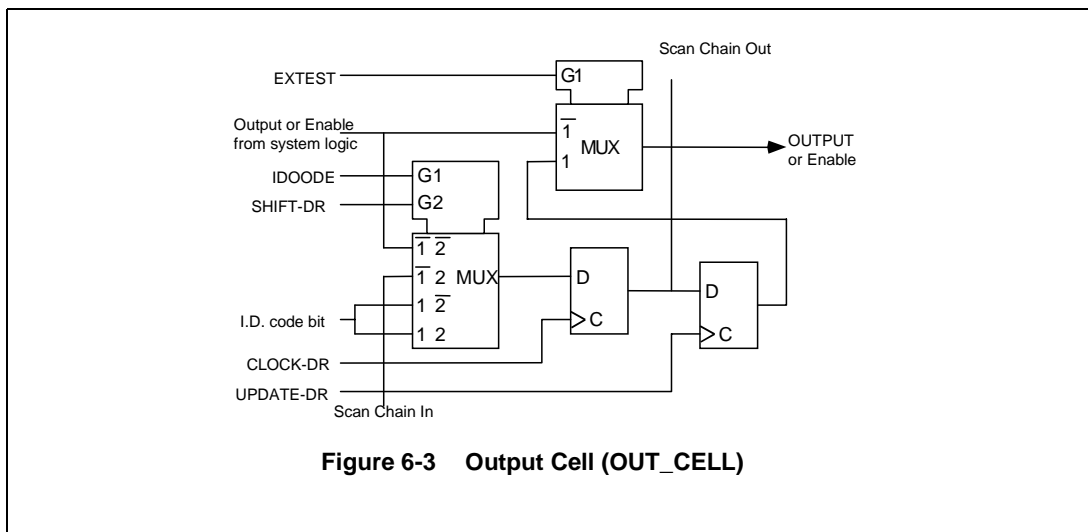 Scan Chain Out
EXTEST
G1
Output or Enable
from system logic
1
MUX
1
OUTPUT
or Enable
IDOODE
G1
SHIFT-DR
G2
1̅ 2̅
1̅ 2 MUX
1 2̅
1 2
D
C
D
C
I.D. code bit
CLOCK-DR
UPDATE-DR
Scan Chain In
Figure 6-3 Output Cell (OUT_CELL)